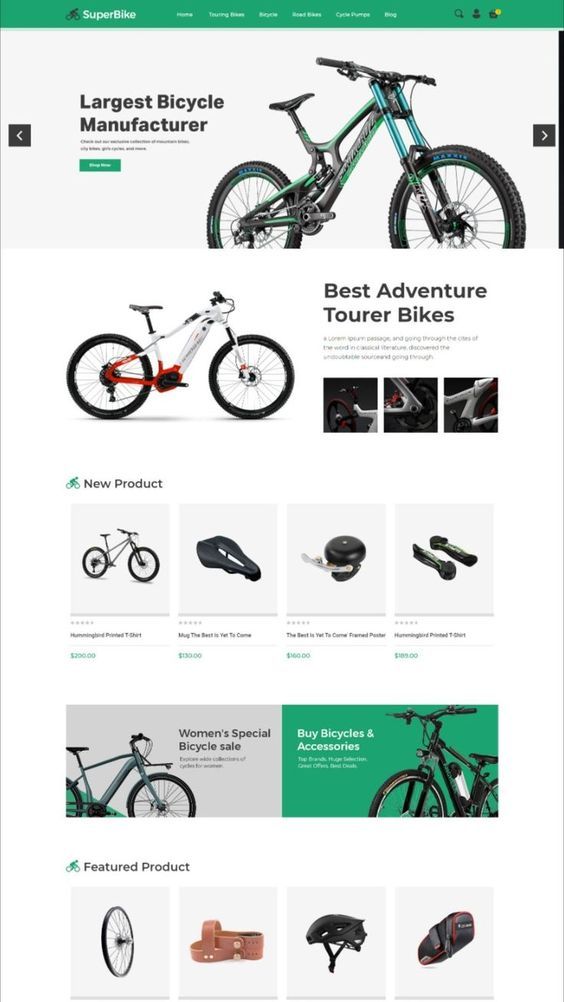 SuperBike
Home
Touring Bikes
Bicycle
Road Bikes
Cycle Pumps
Blog
Largest Bicycle
Manufacturer
Check out our exclusive collection of mountain bikes,
city bikes, girls cycles, and more.
Shop Now
MAXXIS
Best Adventure
Tourer Bikes
a Lorem Ipsum passage, and going through the cites of
the word in classical literature, discovered the
undoubtable sourceand going through.
New Product
Hummingbird Printed T-Shirt
Mug The Best Is Yet To Come
The Best Is Yet To Come' Framed Poster
Hummingbird Printed T-Shirt
$200.00
$130.00
$160.00
$189.00
Women's Special
Bicycle sale
Explore wide collections of
cycles for women
Buy Bicycles &
Accessories
Top Brands, Huge Selection,
Great Offers, Best Deals.
Featured Product